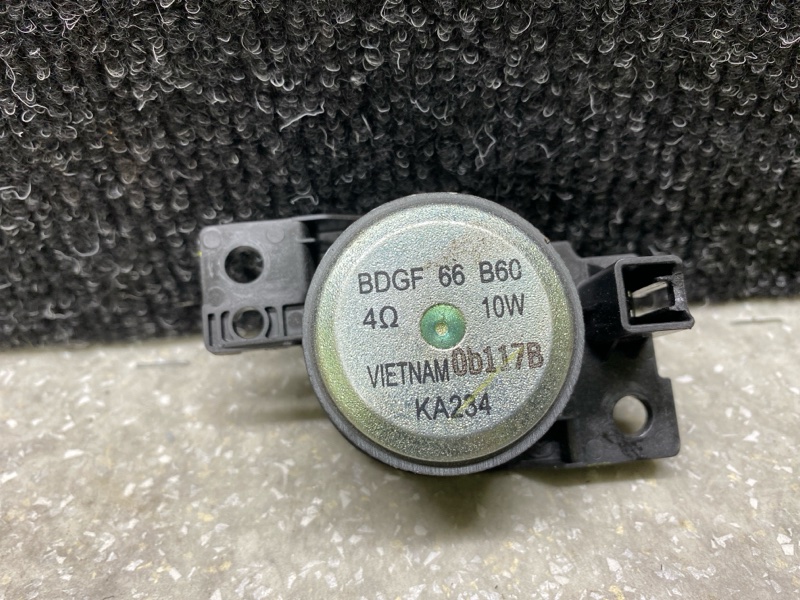 BDGF 66 B60
4Ω 10W
VIETNAM 0b117B
KA234